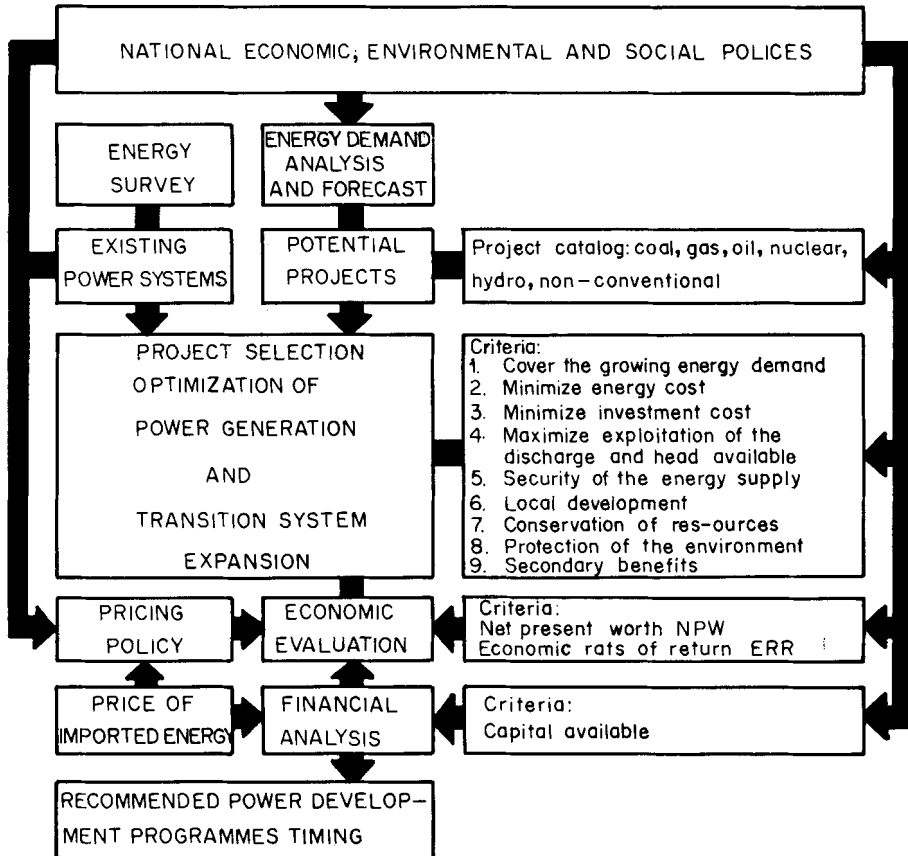 NATIONAL ECONOMIC, ENVIRONMENTAL AND SOCIAL POLICES
ENERGY
SURVEY
ENERGY DEMAND
ANALYSIS
AND FORECAST
EXISTING
POWER SYSTEMS
POTENTIAL
PROJECTS
Project catalog: coal, gas, oil, nuclear,
hydro, non-conventional
PROJECT SELECTION
OPTIMIZATION OF
POWER GENERATION
AND
TRANSITION SYSTEM
EXPANSION
Criteria:
1. Cover the growing energy demand
2. Minimize energy cost
3. Minimize investment cost
4. Maximize exploitation of the
discharge and head available
5. Security of the energy supply
6. Local development
7. Conservation of res-ources
8. Protection of the environment
9. Secondary benefits
PRICING
POLICY
ECONOMIC
EVALUATION
Criteria:
Net present worth NPW
Economic rats of return ERR
PRICE OF
IMPORTED ENERGY
FINANCIAL
ANALYSIS
Criteria:
Capital available
RECOMMENDED POWER DEVELOP-
MENT PROGRAMMES TIMING